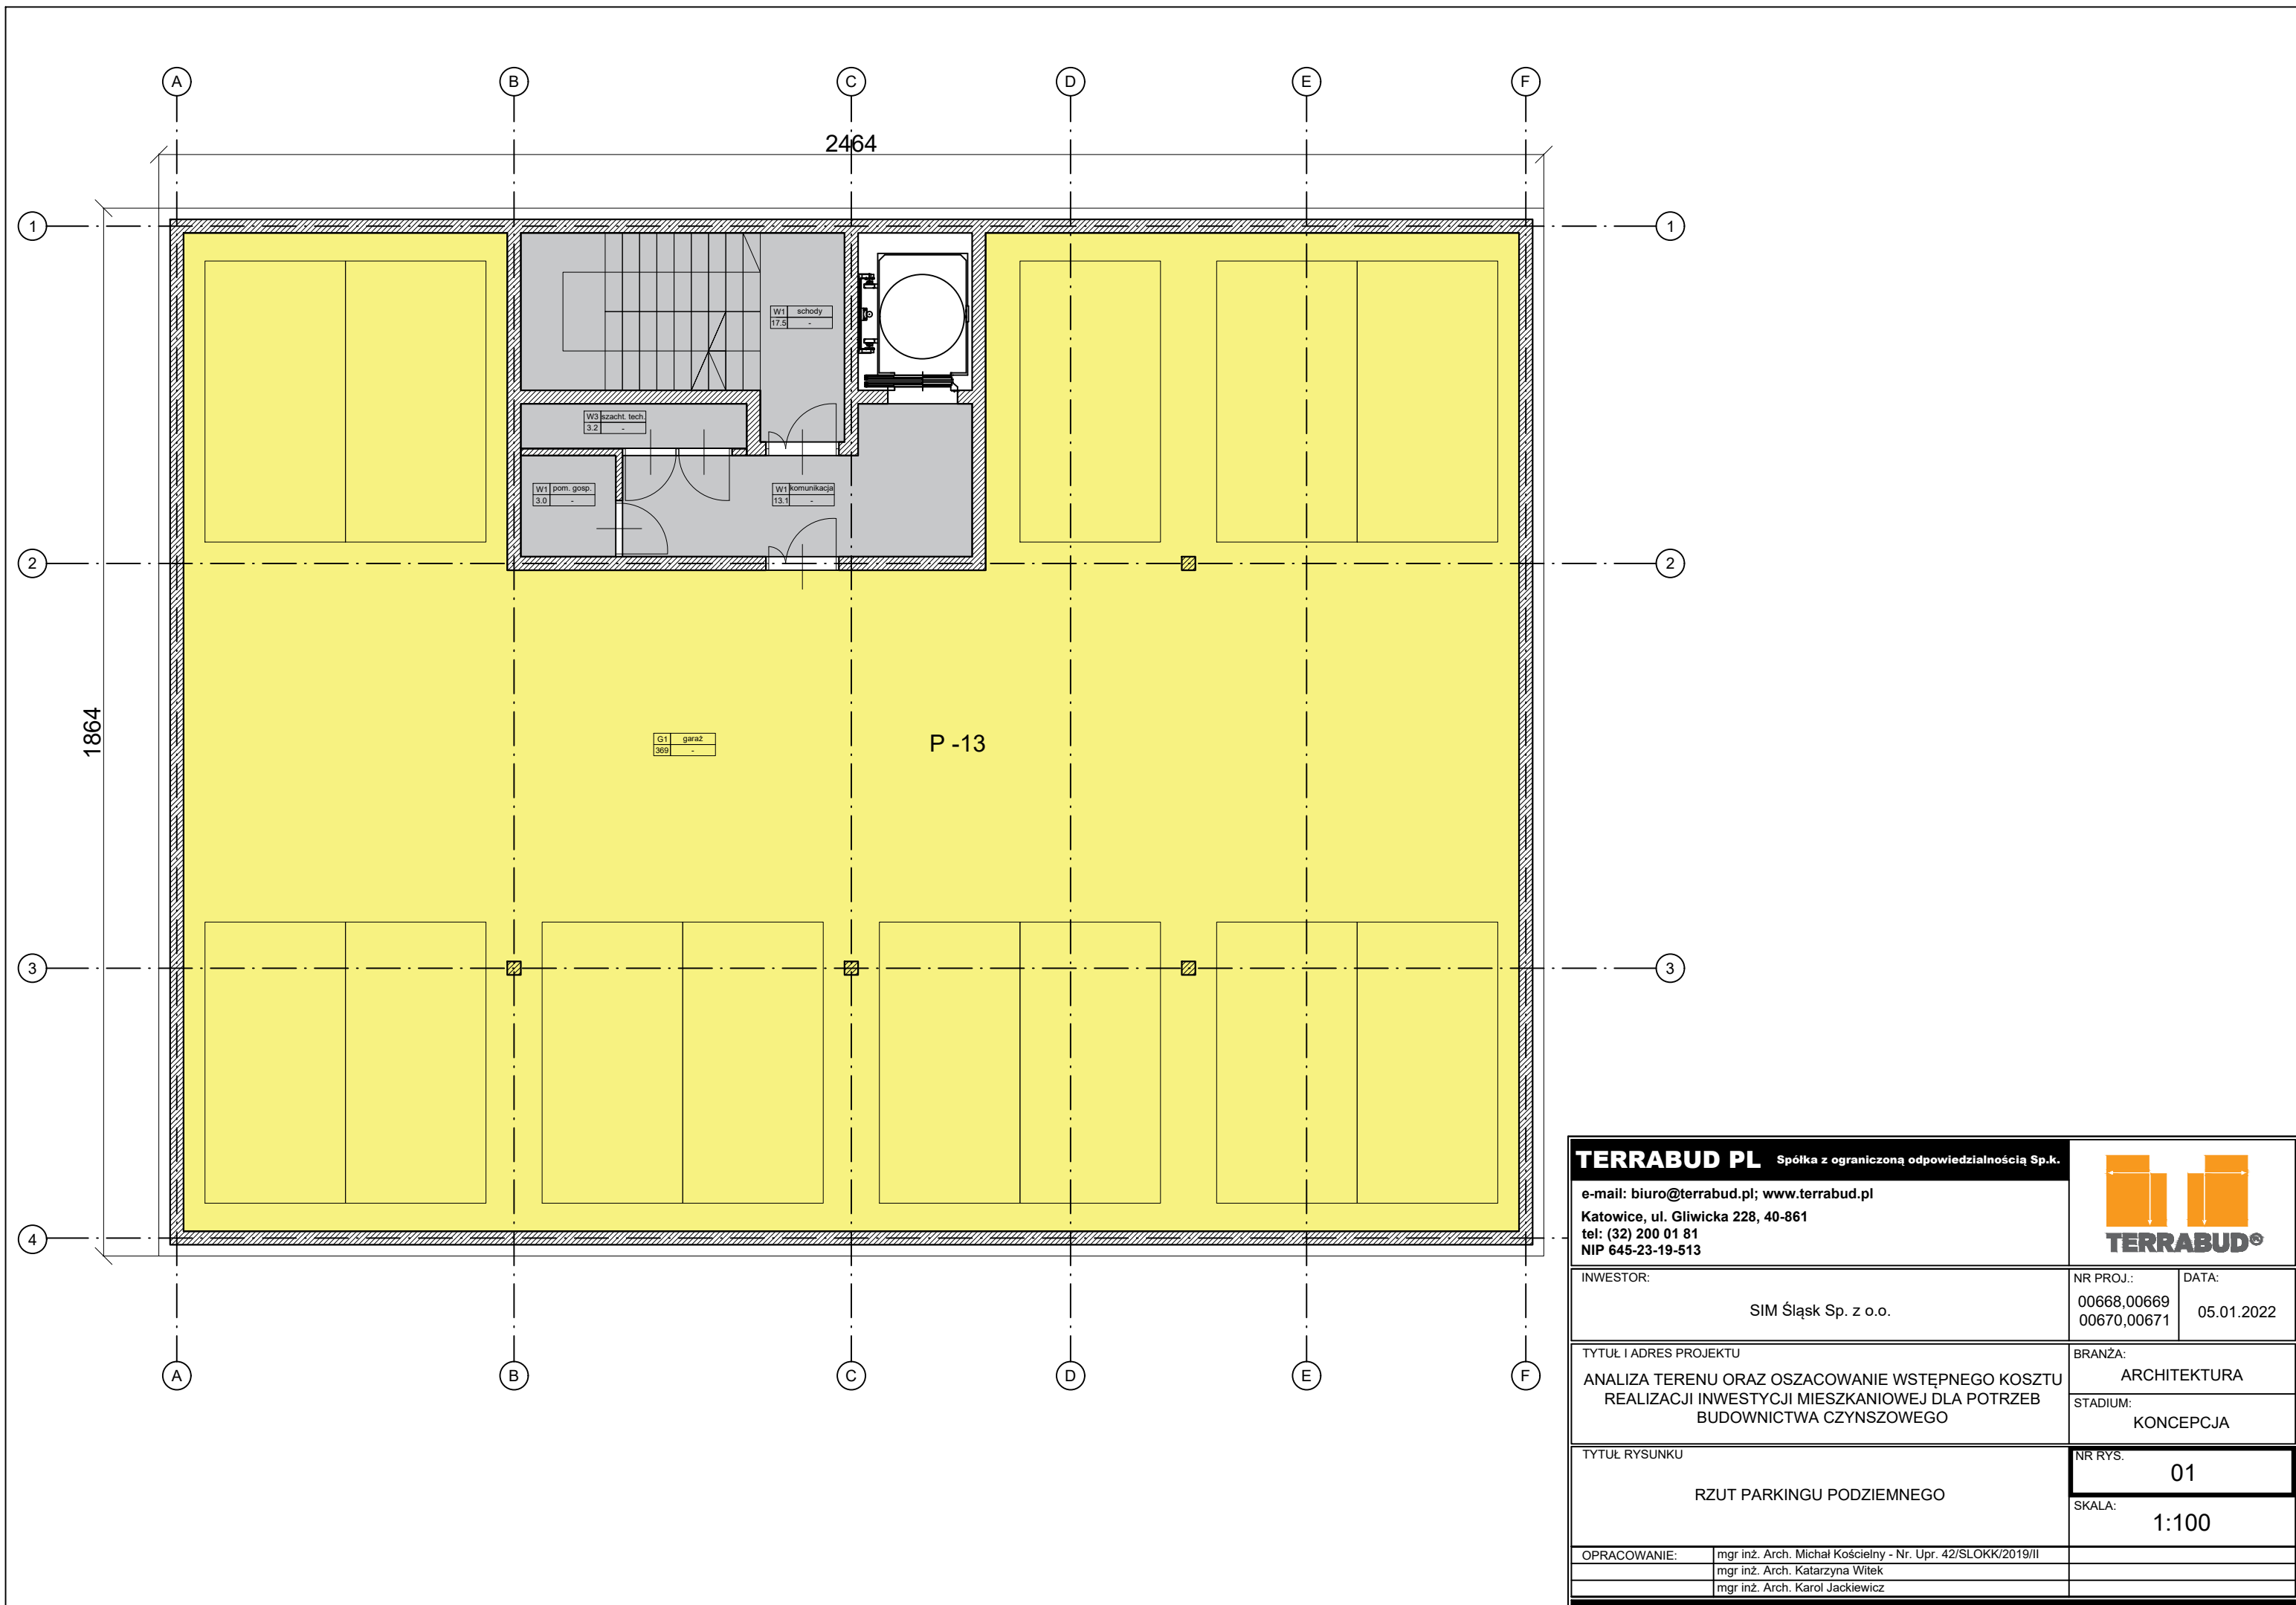 A B C D E F
2464
1 1
W1 schody
17.5 -
W3 szacht. tech.
3.2 -
W1 pom. gosp.
3.0 -
W1 komunikacja
13.1 -
2 2
1864
G1 garaż
369 -
P -13
3 3
4
A B C D E F
TERRABUD PL Spółka z ograniczoną odpowiedzialnością Sp.k.
e-mail: biuro@terrabud.pl; www.terrabud.pl
Katowice, ul. Gliwicka 228, 40-861
tel: (32) 200 01 81
NIP 645-23-19-513
TERRABUD®
INWESTOR:
SIM Śląsk Sp. z o.o.
NR PROJ.:
00668,00669
00670,00671
DATA:
05.01.2022
TYTUŁ I ADRES PROJEKTU
ANALIZA TERENU ORAZ OSZACOWANIE WSTĘPNEGO KOSZTU
REALIZACJI INWESTYCJI MIESZKANIOWEJ DLA POTRZEB
BUDOWNICTWA CZYNSZOWEGO
BRANŻA:
ARCHITEKTURA
STADIUM:
KONCEPCJA
TYTUŁ RYSUNKU
RZUT PARKINGU PODZIEMNEGO
NR RYS.
01
SKALA:
1:100
OPRACOWANIE: mgr inż. Arch. Michał Kościelny - Nr. Upr. 42/SLOKK/2019/II
mgr inż. Arch. Katarzyna Witek
mgr inż. Arch. Karol Jackiewicz